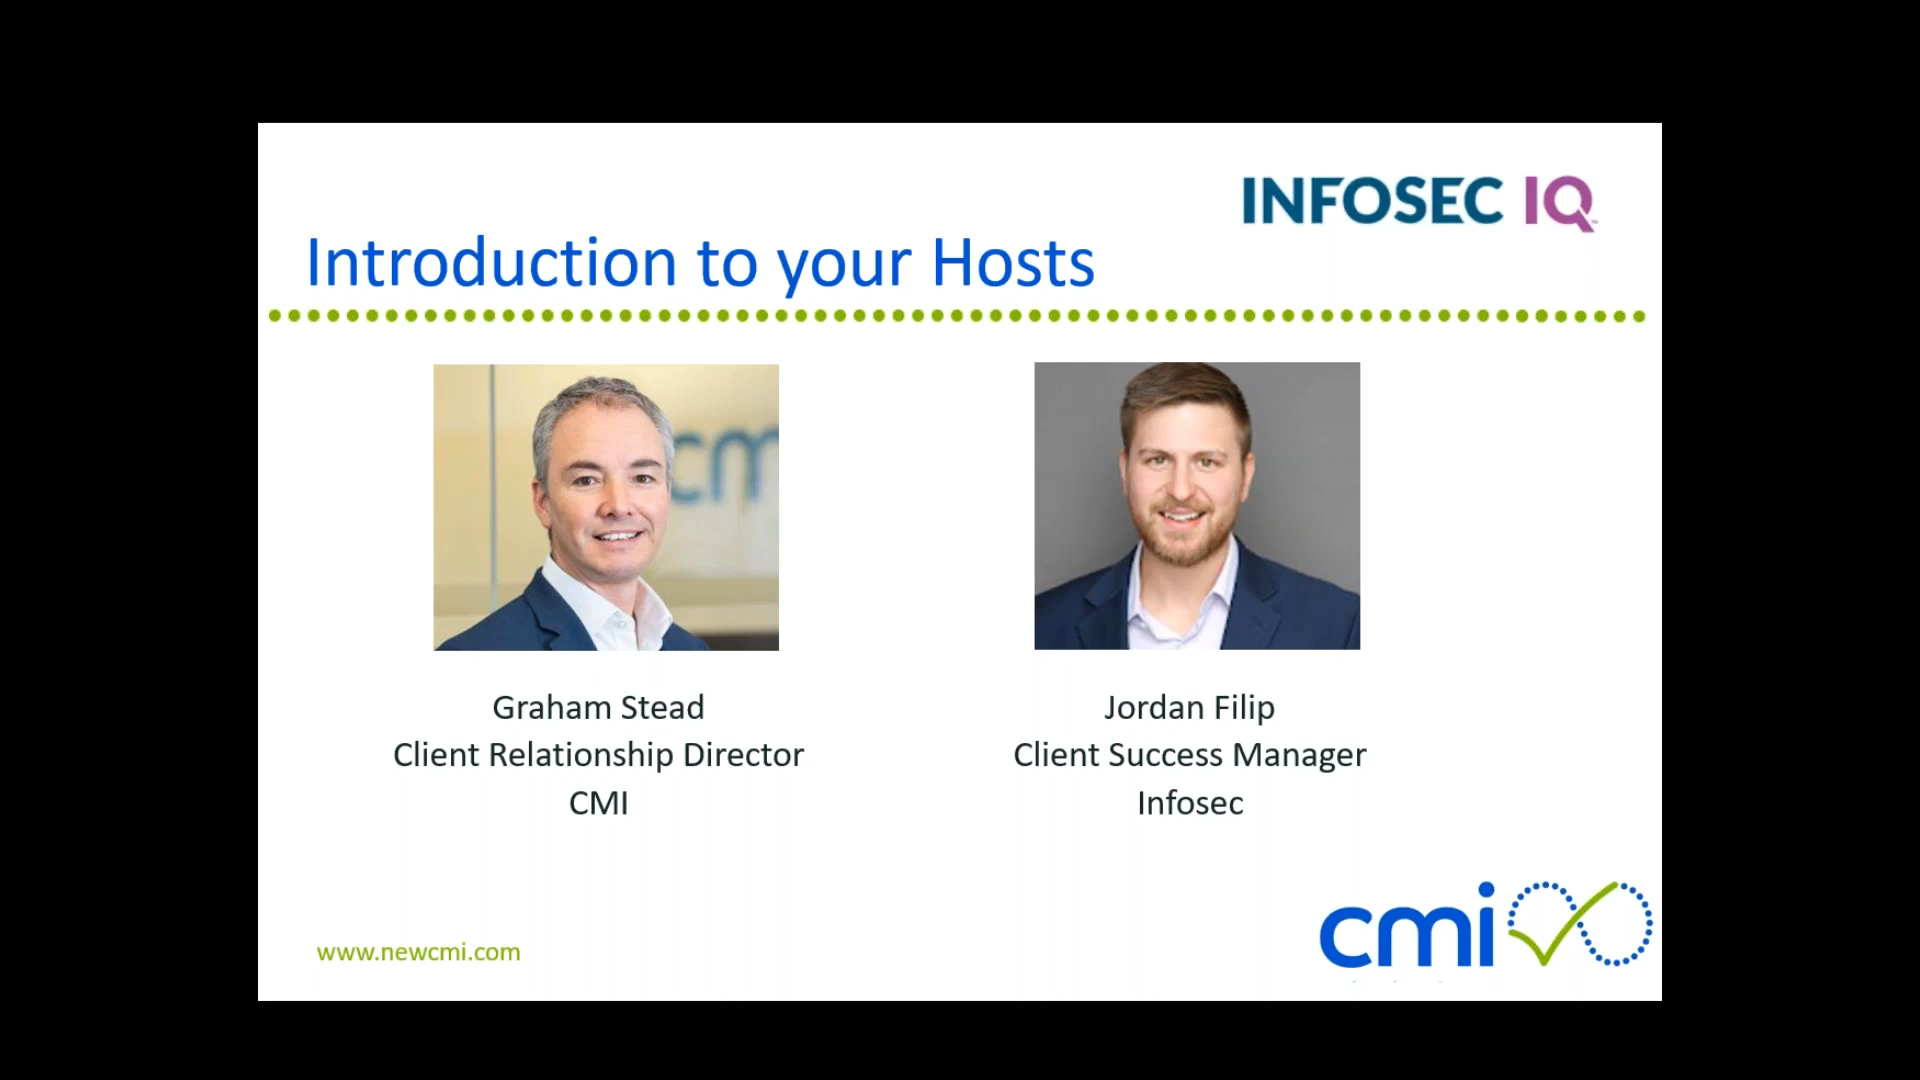 INFOSEC IQ
Introduction to your Hosts
cm
Graham Stead
Client Relationship Director
CMI
Jordan Filip
Client Success Manager
Infosec
www.newcmi.com
cmi